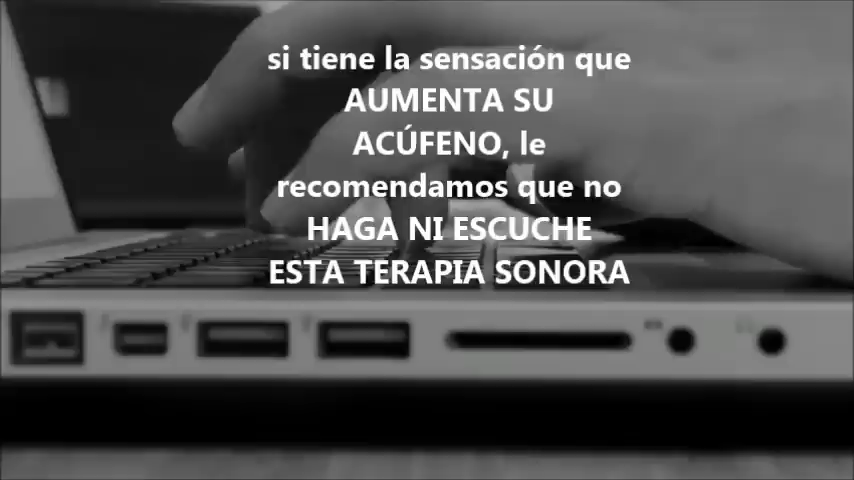 si tiene la sensación que
AUMENTA SU
ACÚFENO, le
recomendamos que no
HAGA NI ESCUCHE
ESTA TERAPIA SONORA